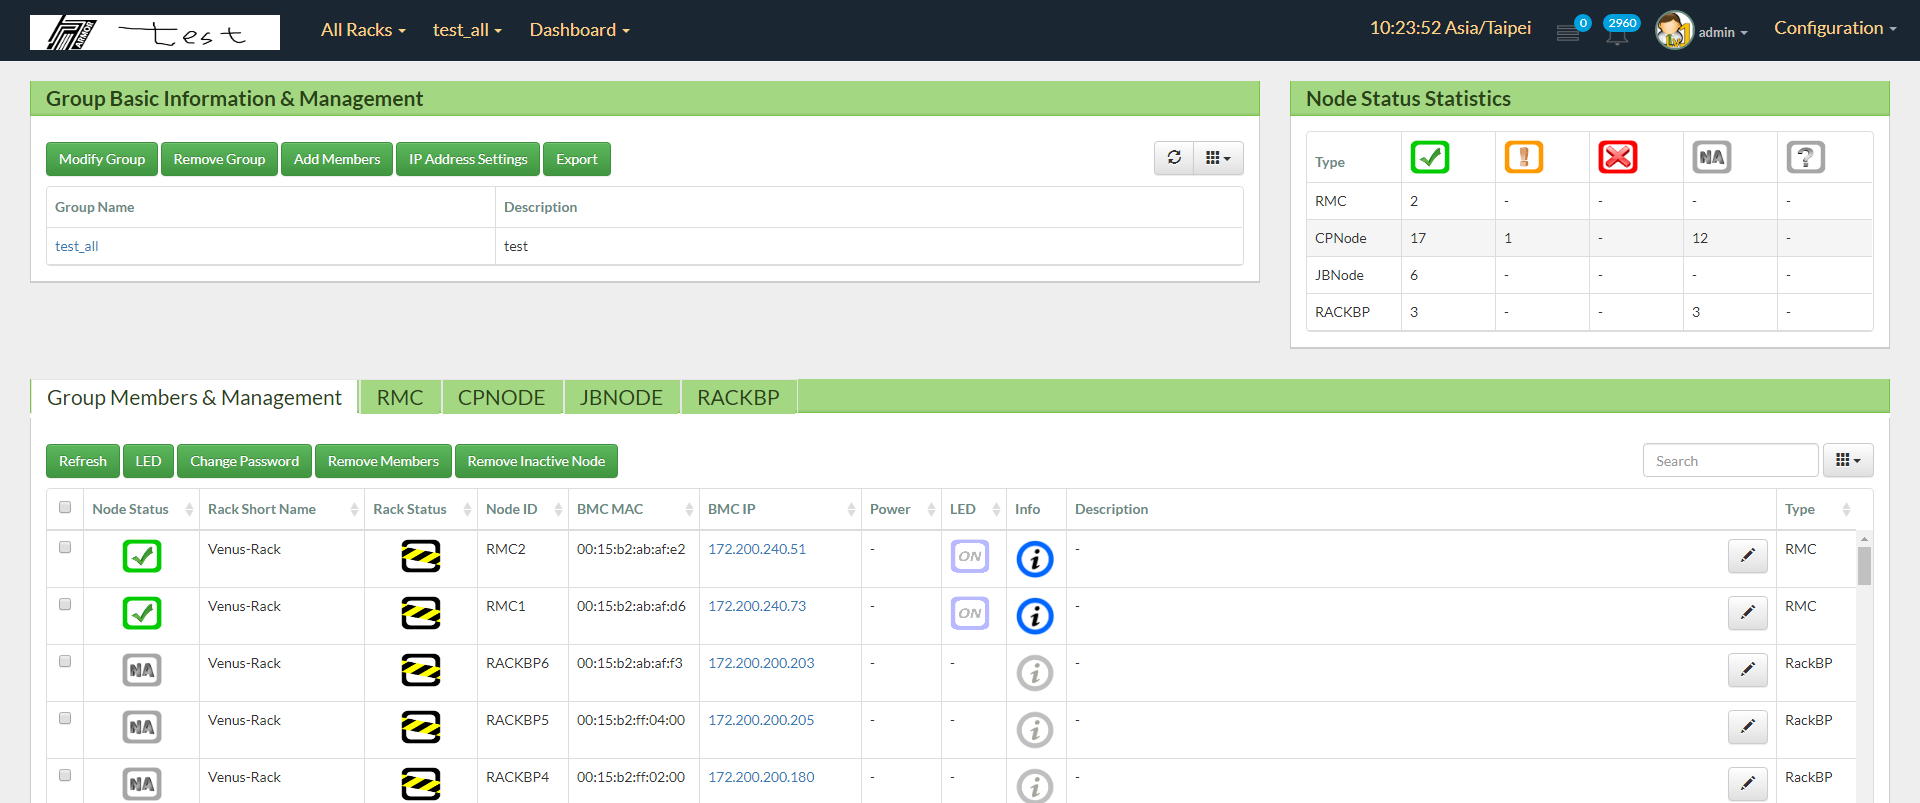 ARMOR test All Racks test_all Dashboard 10:23:52 Asia/Taipei 0 2960 admin Configuration
Group Basic Information & Management
Modify Group Remove Group Add Members IP Address Settings Export
Group Name Description
test_all test
Node Status Statistics
Type NA ?
RMC 2 - - - -
CPNode 17 1 - 12 -
JBNode 6 - - - -
RACKBP 3 - - 3 -
Group Members & Management RMC CPNODE JBNODE RACKBP
Refresh LED Change Password Remove Members Remove Inactive Node Search
Node Status Rack Short Name Rack Status Node ID BMC MAC BMC IP Power LED Info Description Type
Venus-Rack RMC2 00:15:b2:ab:af:e2 172.200.240.51 - ON i - RMC
Venus-Rack RMC1 00:15:b2:ab:af:d6 172.200.240.73 - ON i - RMC
NA Venus-Rack RACKBP6 00:15:b2:ab:af:f3 172.200.200.203 - - i - RackBP
NA Venus-Rack RACKBP5 00:15:b2:ff:04:00 172.200.200.205 - - i - RackBP
NA Venus-Rack RACKBP4 00:15:b2:ff:02:00 172.200.200.180 - - i - RackBP